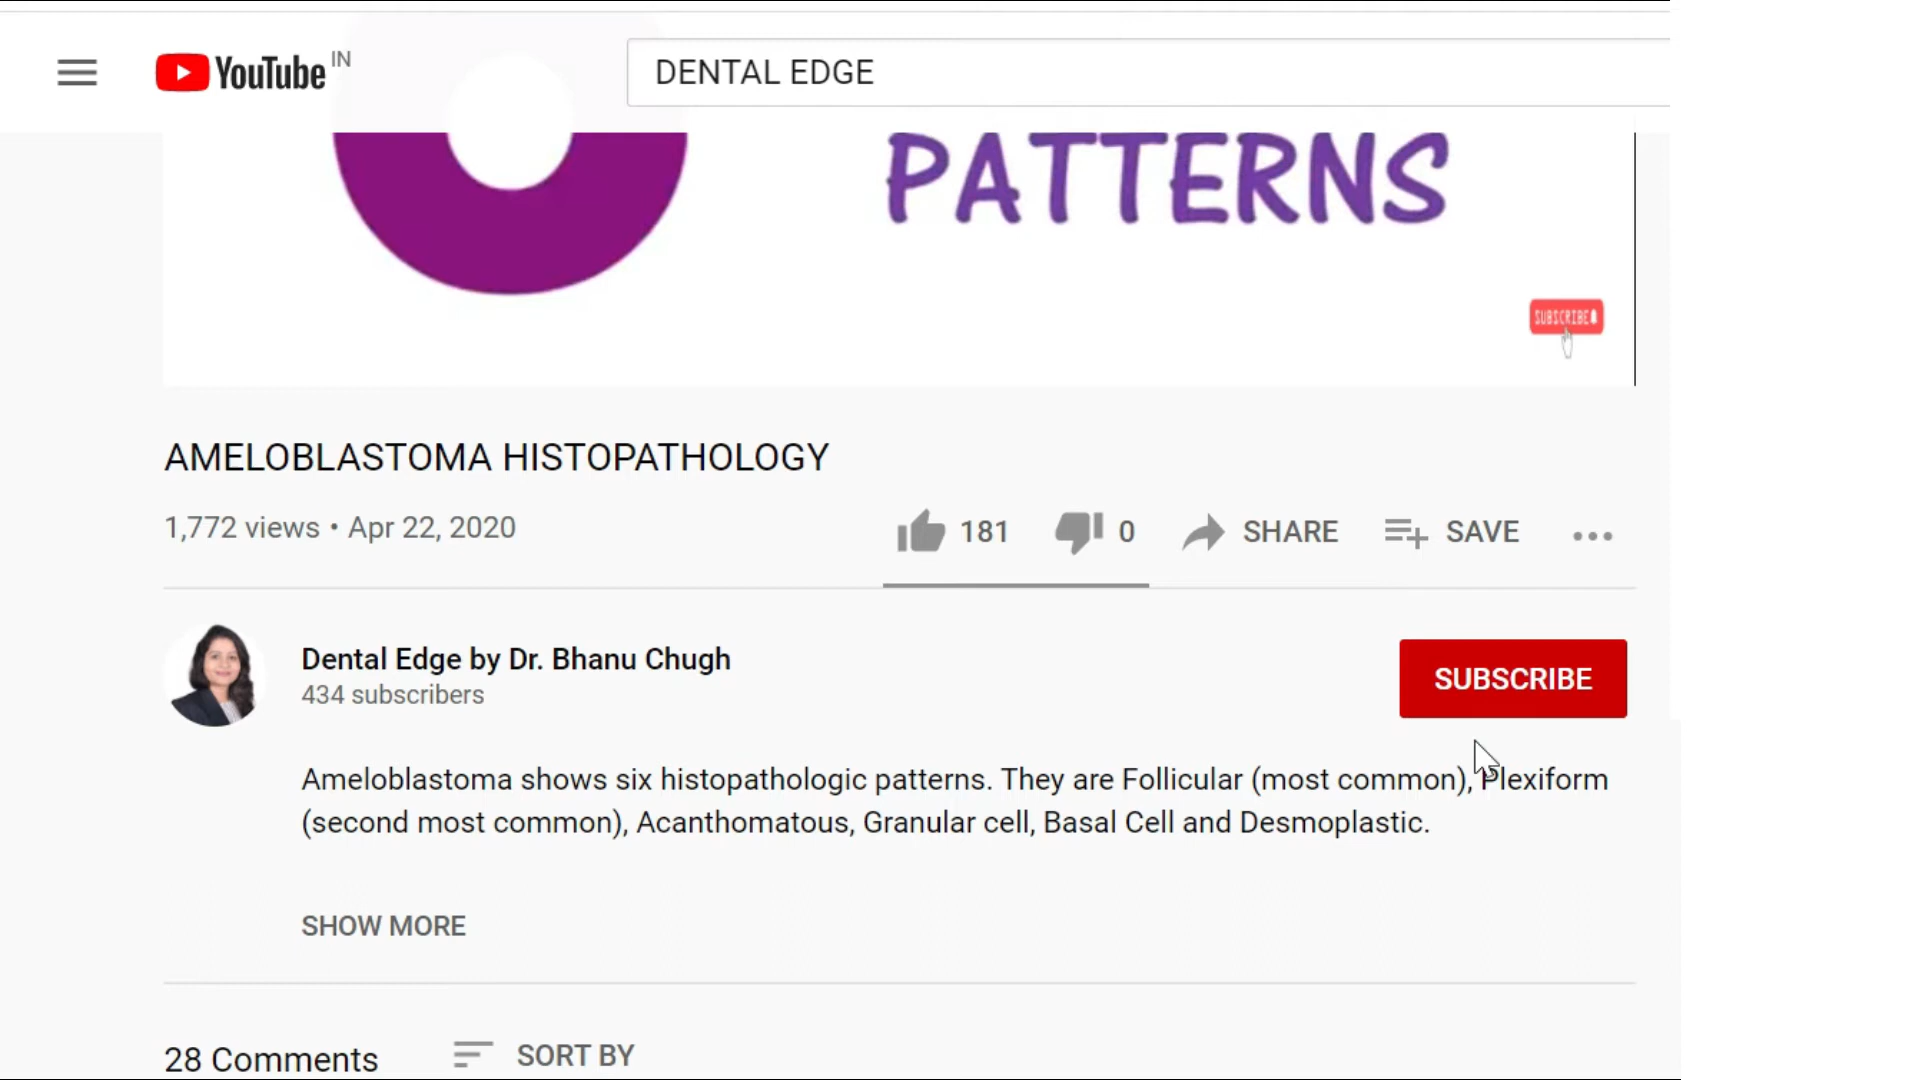 YouTube IN
DENTAL EDGE
PATTERNS
SUBSCRIBE
AMELOBLASTOMA HISTOPATHOLOGY
1,772 views • Apr 22, 2020
181 0 SHARE SAVE
Dental Edge by Dr. Bhanu Chugh
434 subscribers
SUBSCRIBE
Ameloblastoma shows six histopathologic patterns. They are Follicular (most common), Plexiform
(second most common), Acanthomatous, Granular cell, Basal Cell and Desmoplastic.
SHOW MORE
28 Comments SORT BY